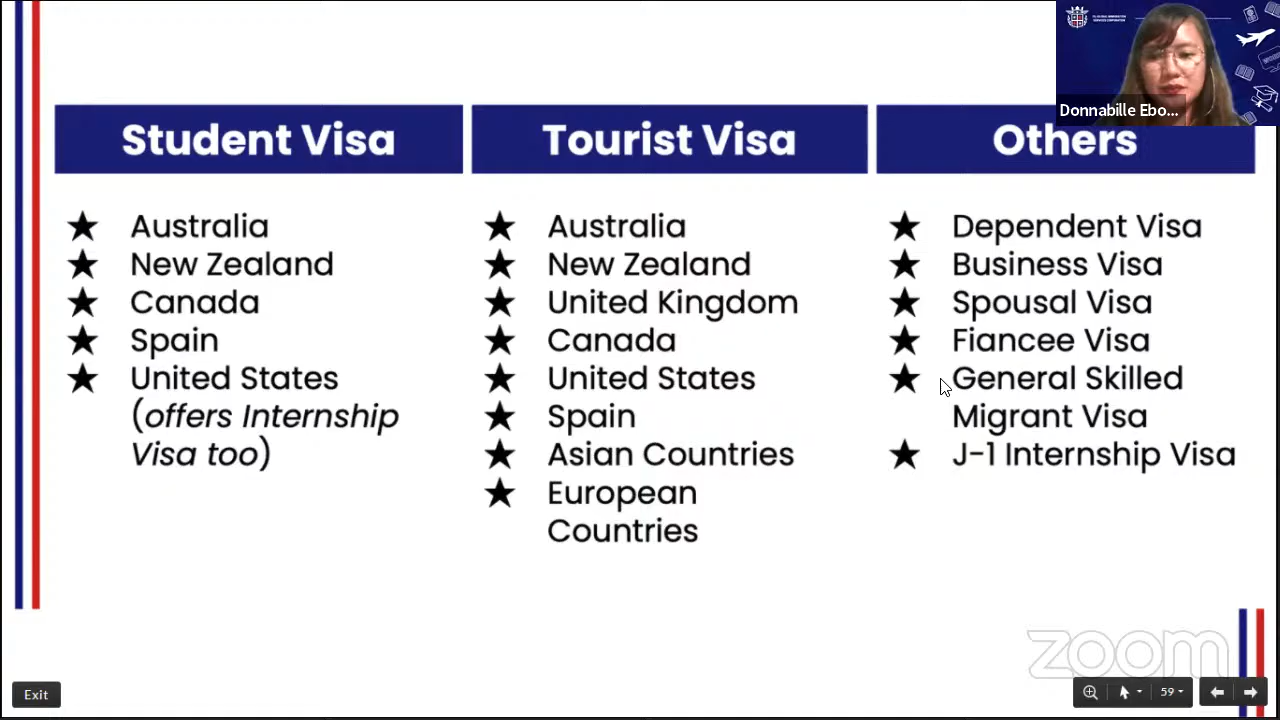 Donnabille Ebo...
Student Visa
Australia
New Zealand
Canada
Spain
United States
(offers Internship
Visa too)
Tourist Visa
Australia
New Zealand
United Kingdom
Canada
United States
Spain
Asian Countries
European
Countries
Others
Dependent Visa
Business Visa
Spousal Visa
Fiancee Visa
General Skilled
Migrant Visa
J-1 Internship Visa
zoom
Exit
59